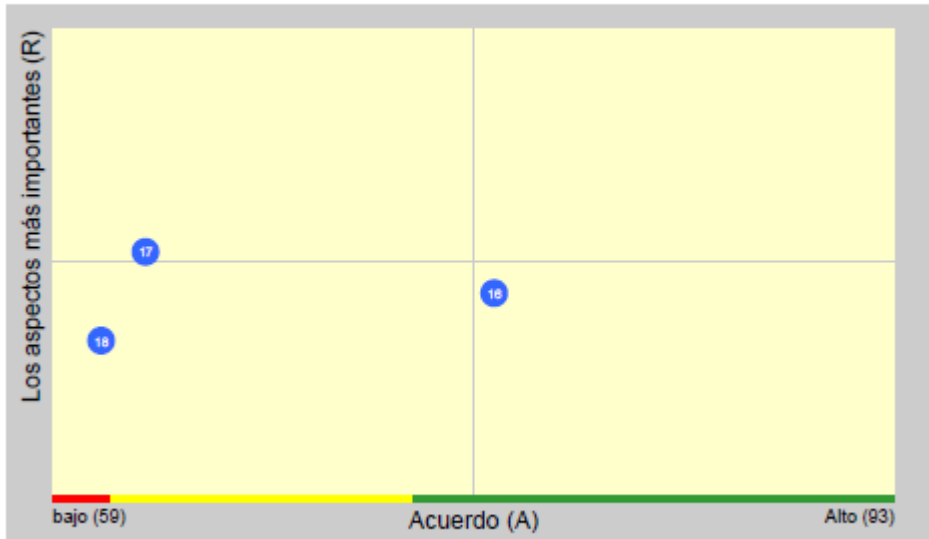 Los aspectos más importantes (R)
17
16
18
bajo (59)
Acuerdo (A)
Alto (93)